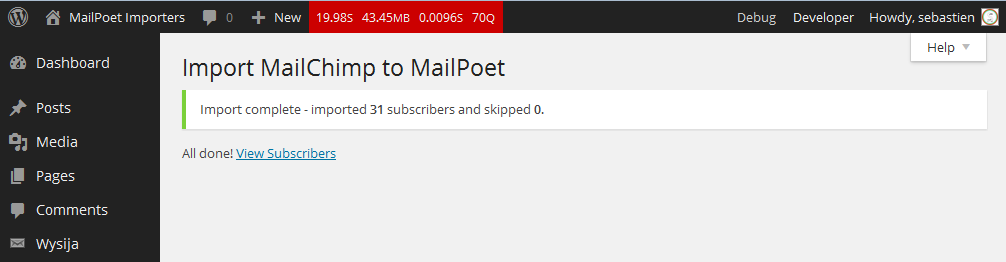 MailPoet Importers 0 New 19.98S 43.45MB 0.0096S 70Q Debug Developer Howdy, sebastien
Help
Dashboard
Import MailChimp to MailPoet
Posts
Import complete - imported 31 subscribers and skipped 0.
Media
All done! View Subscribers
Pages
Comments
Wysija